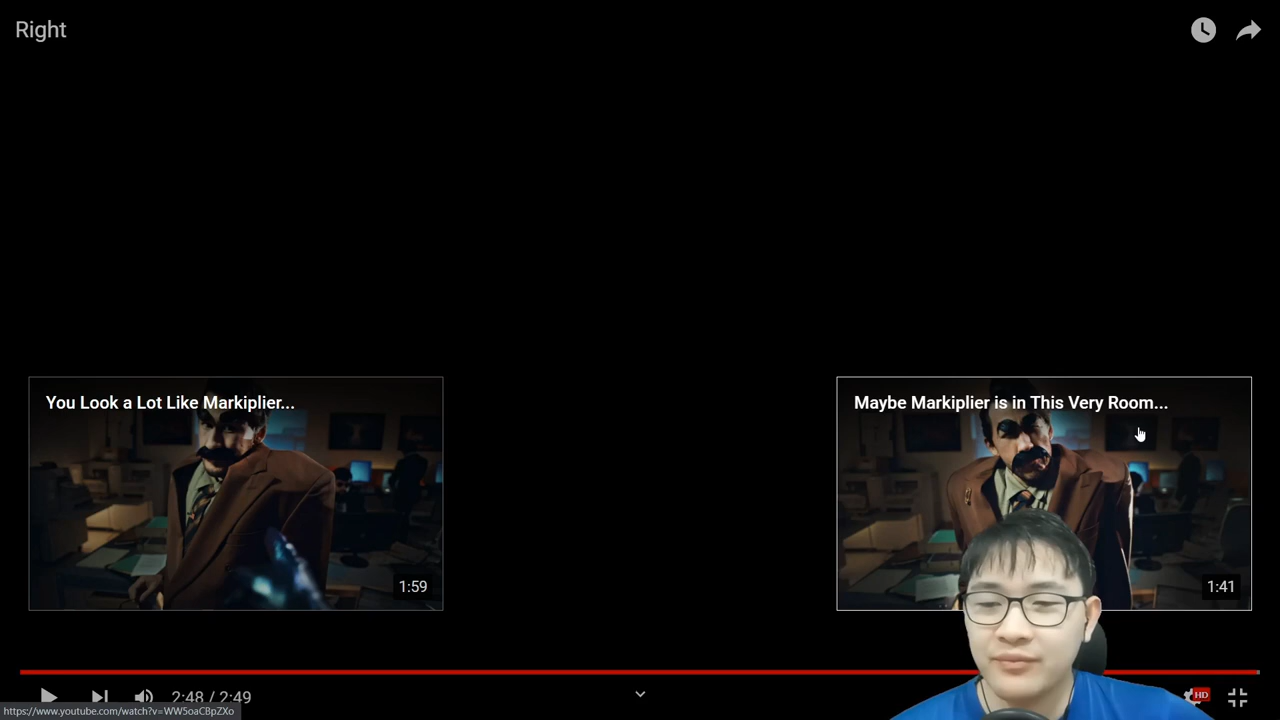 Right
You Look a Lot Like Markiplier...
Maybe Markiplier is in This Very Room...
1:59
1:41
2:48 / 2:49
HD
https://www.youtube.com/watch?v=WW5oaCBpZXo